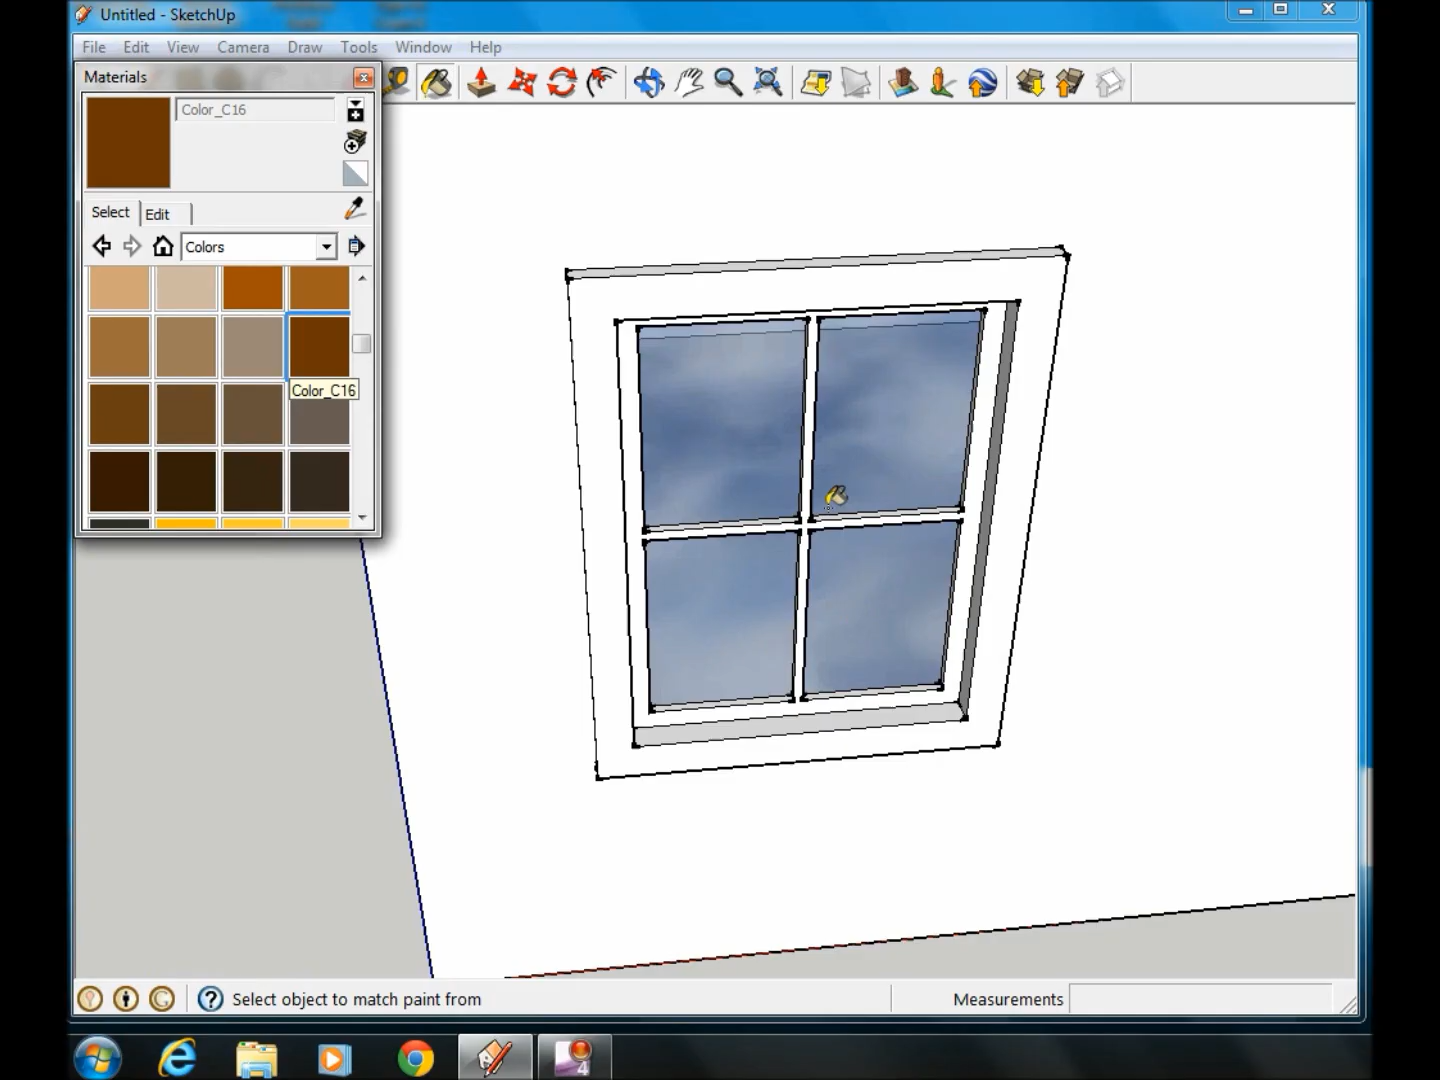 Untitled - SketchUp
File Edit View Camera Draw Tools Window Help
Materials
Color_C16
Select Edit
Colors
Color_C16
Select object to match paint from
Measurements
4